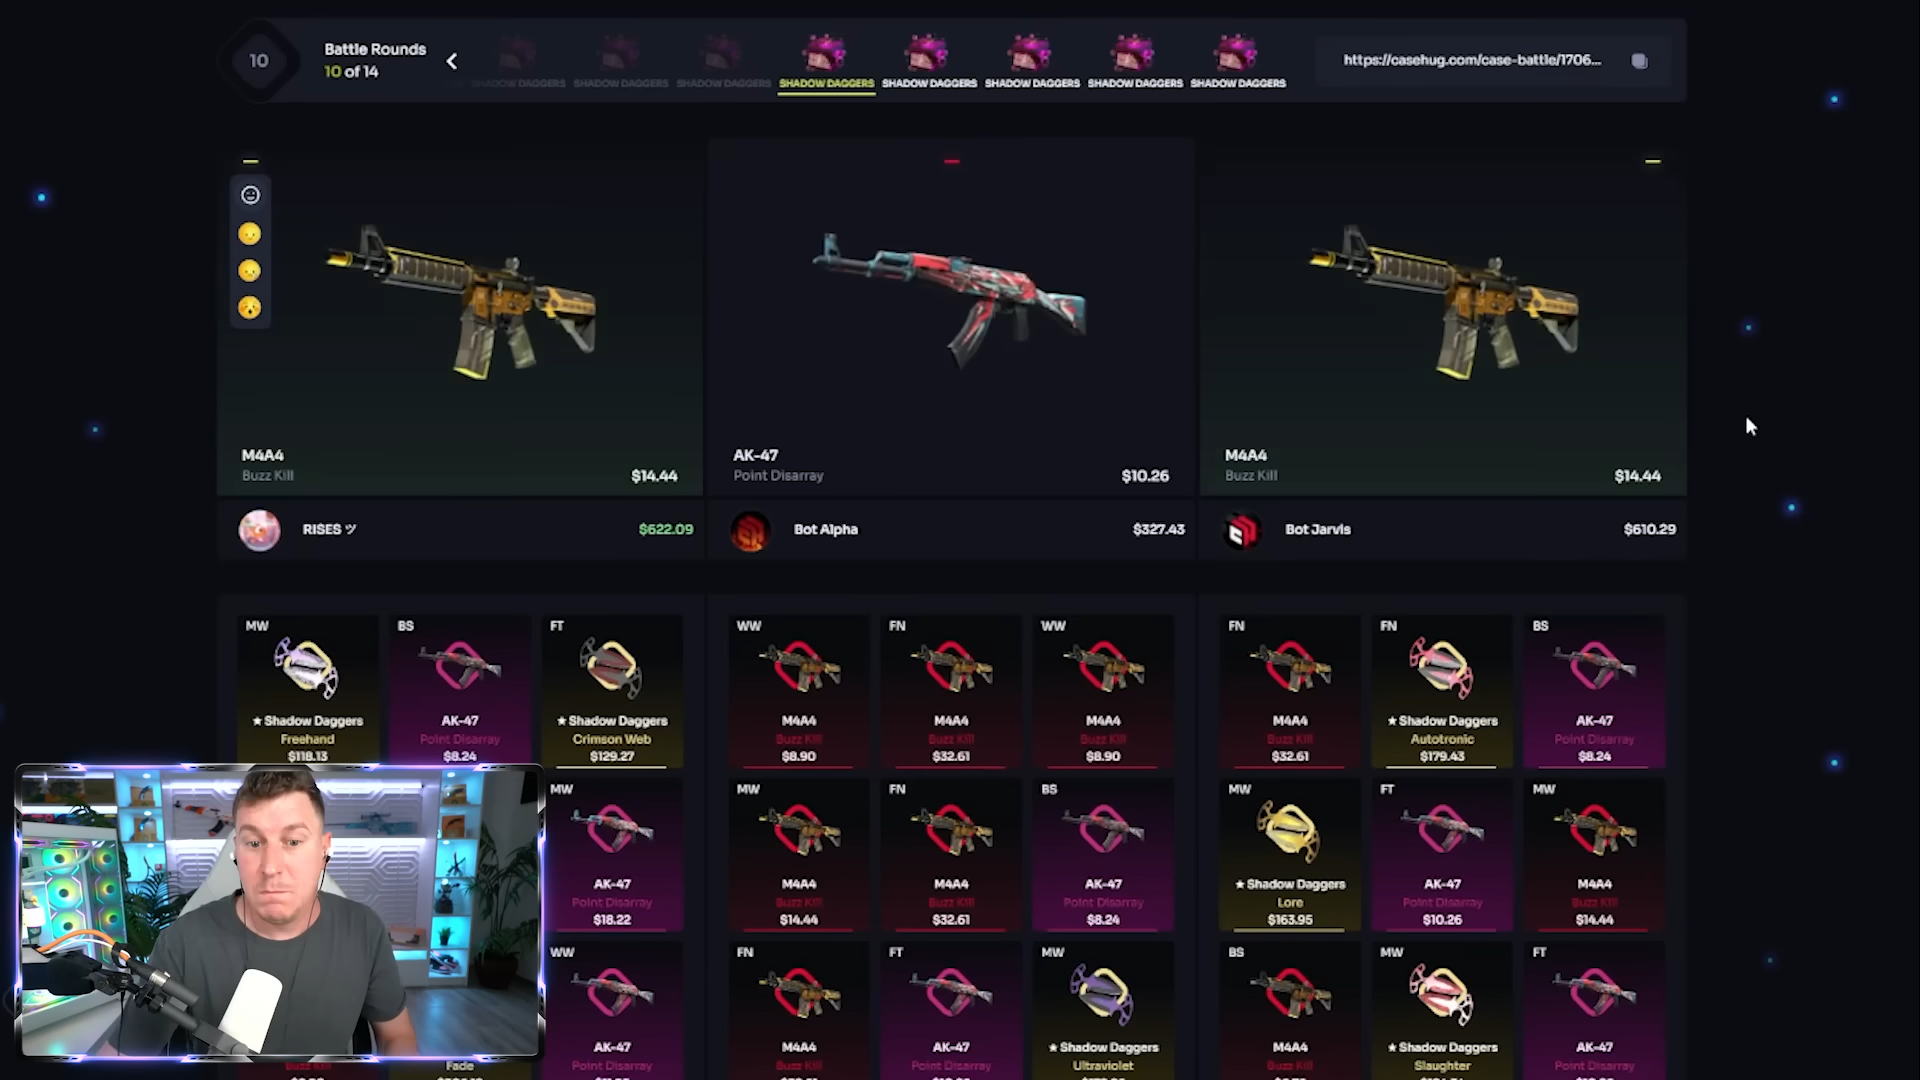 10
Battle Rounds
10 of 14
SHADOW DAGGERS
SHADOW DAGGERS
SHADOW DAGGERS
SHADOW DAGGERS
SHADOW DAGGERS
SHADOW DAGGERS
SHADOW DAGGERS
SHADOW DAGGERS
https://casehug.com/case-battle/1706...
M4A4
Buzz Kill
$14.44
AK-47
Point Disarray
$10.26
M4A4
Buzz Kill
$14.44
RISES ツ
$622.09
Bot Alpha
$327.43
Bot Jarvis
$610.29
MW
★ Shadow Daggers
Freehand
$118.13
BS
AK-47
Point Disarray
$8.24
FT
★ Shadow Daggers
Crimson Web
$129.27
WW
M4A4
Buzz Kill
$8.90
FN
M4A4
Buzz Kill
$32.61
WW
M4A4
Buzz Kill
$8.90
FN
M4A4
Buzz Kill
$32.61
FN
★ Shadow Daggers
Autotronic
$179.43
BS
AK-47
Point Disarray
$8.24
MW
AK-47
Point Disarray
$18.22
MW
M4A4
Buzz Kill
$14.44
FN
M4A4
Buzz Kill
$32.61
BS
AK-47
Point Disarray
$8.24
MW
★ Shadow Daggers
Lore
$163.95
FT
AK-47
Point Disarray
$10.26
MW
M4A4
Buzz Kill
$14.44
Buzz Kill
Fade
WW
AK-47
Point Disarray
FN
M4A4
Buzz Kill
FT
AK-47
Point Disarray
MW
★ Shadow Daggers
Ultraviolet
BS
M4A4
Buzz Kill
MW
★ Shadow Daggers
Slaughter
FT
AK-47
Point Disarray